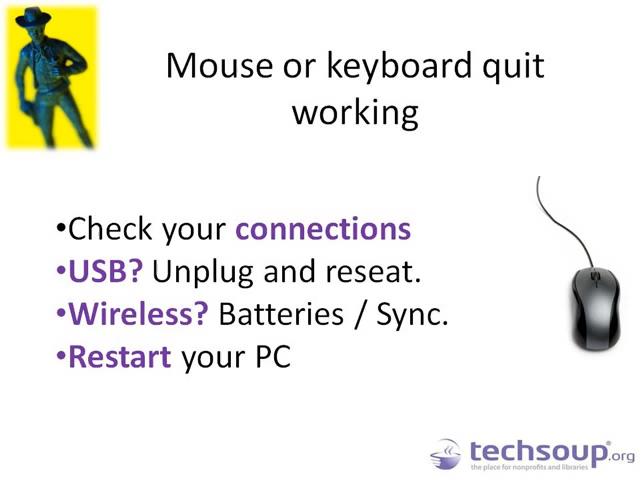 Mouse or keyboard quit
working
•Check your connections
•USB? Unplug and reseat.
•Wireless? Batteries / Sync.
•Restart your PC
techsoup®.org
the place for nonprofits and libraries